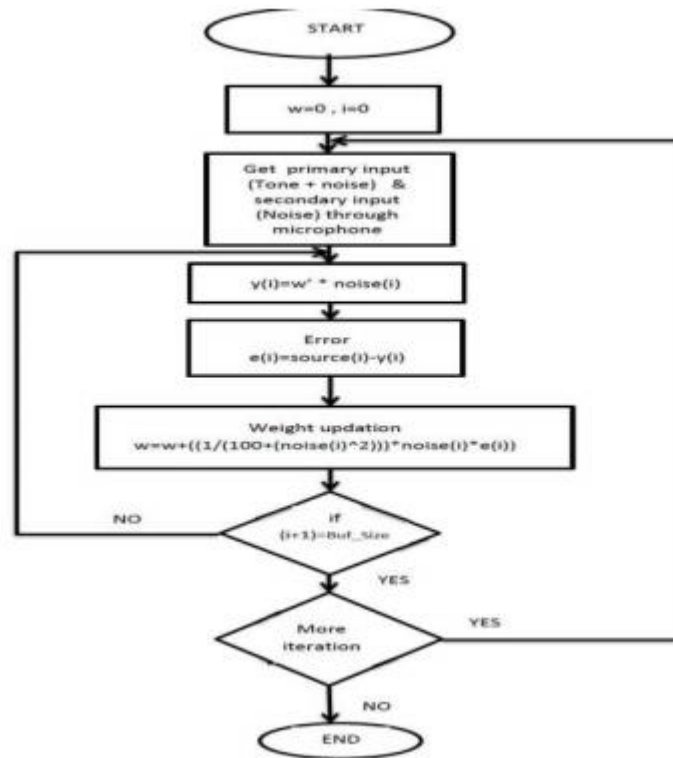 START
w=0 , i=0
Get primary input
(Tone + noise) &
secondary input
(Noise) through
microphone
y(i)=w' * noise(i)
Error
e(i)=source(i)-y(i)
Weight updation
w=w+((1/(100+(noise(i)^2)))*noise(i)*e(i))
if
(i+1)=Buf_Size
NO
YES
More
iteration
YES
NO
END